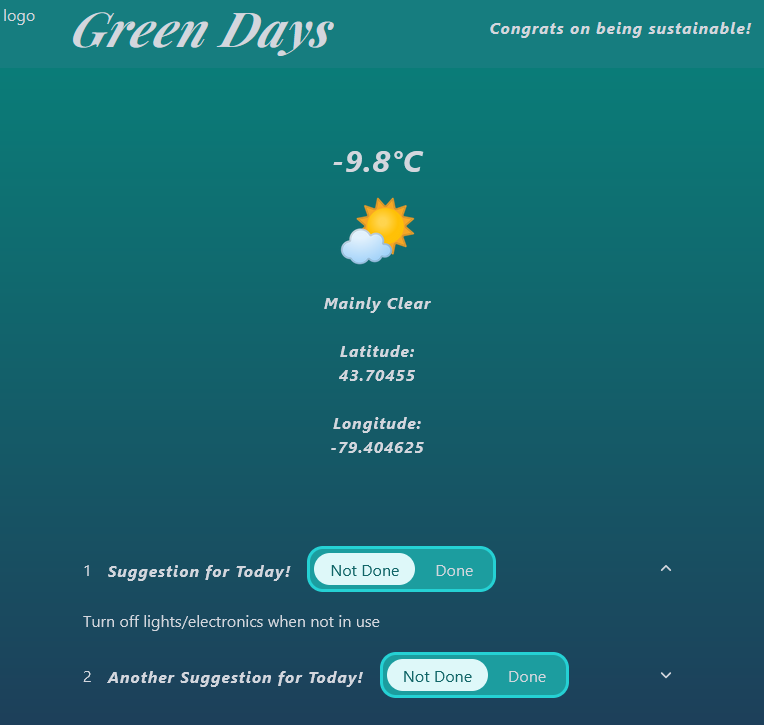 logo
Green Days
Congrats on being sustainable!
-9.8°C
Mainly Clear
Latitude:
43.70455
Longitude:
-79.404625
1 Suggestion for Today! Not Done Done
Turn off lights/electronics when not in use
2 Another Suggestion for Today! Not Done Done